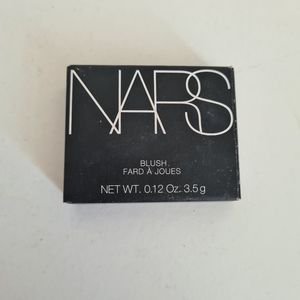 NARS
BLUSH
FARD À JOUES
NET WT. 0.12 Oz. 3.5 g